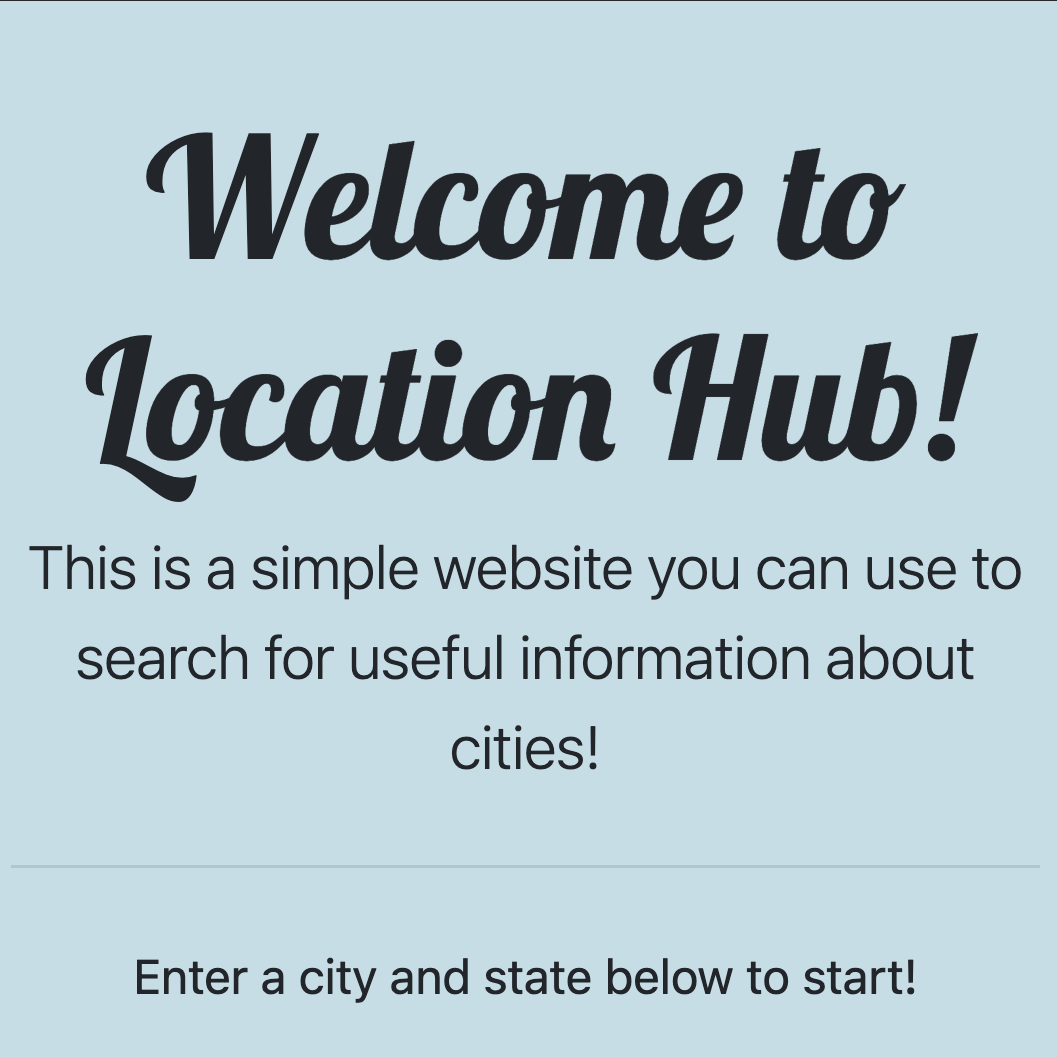 Welcome to
Location Hub!
This is a simple website you can use to
search for useful information about
cities!
Enter a city and state below to start!